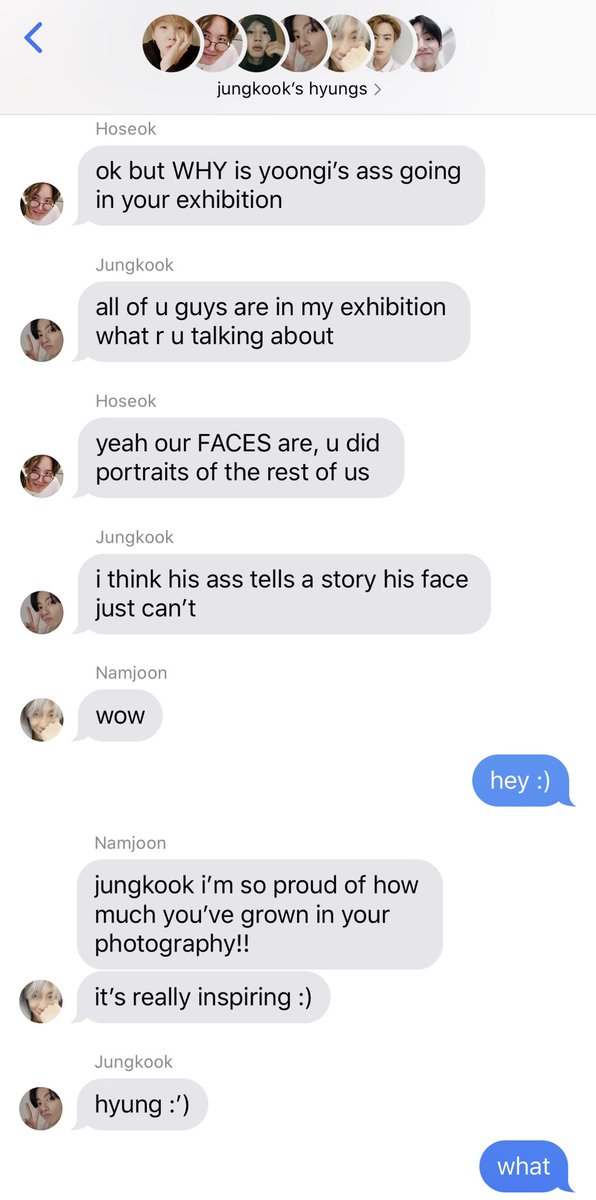 jungkook's hyungs
Hoseok
ok but WHY is yoongi's ass going
in your exhibition
Jungkook
all of u guys are in my exhibition
what r u talking about
Hoseok
yeah our FACES are, u did
portraits of the rest of us
Jungkook
i think his ass tells a story his face
just can't
Namjoon
wow
hey :)
Namjoon
jungkook i'm so proud of how
much you've grown in your
photography!!
it's really inspiring :)
Jungkook
hyung :')
what